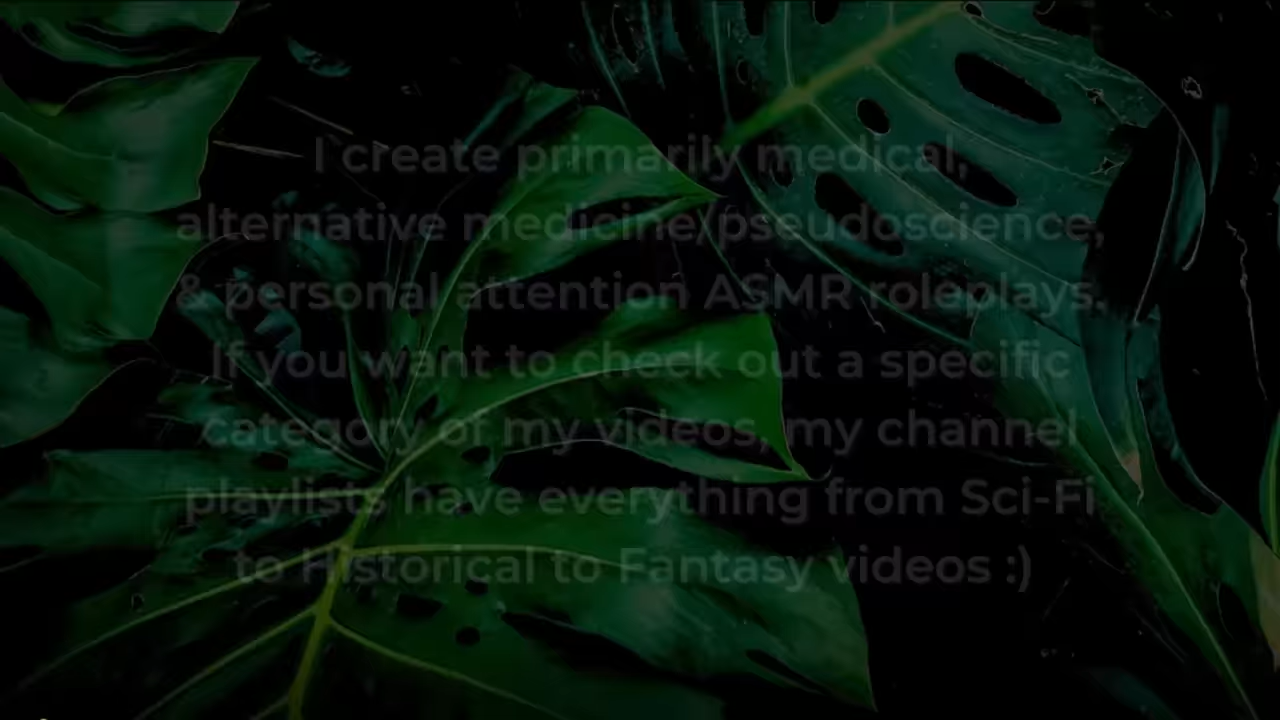 I create primarily medical,
alternative medicine/pseudoscience,
& personal attention ASMR roleplays.
If you want to check out a specific
category of my videos, my channel
playlists have everything from Sci-Fi
to Historical to Fantasy videos :)